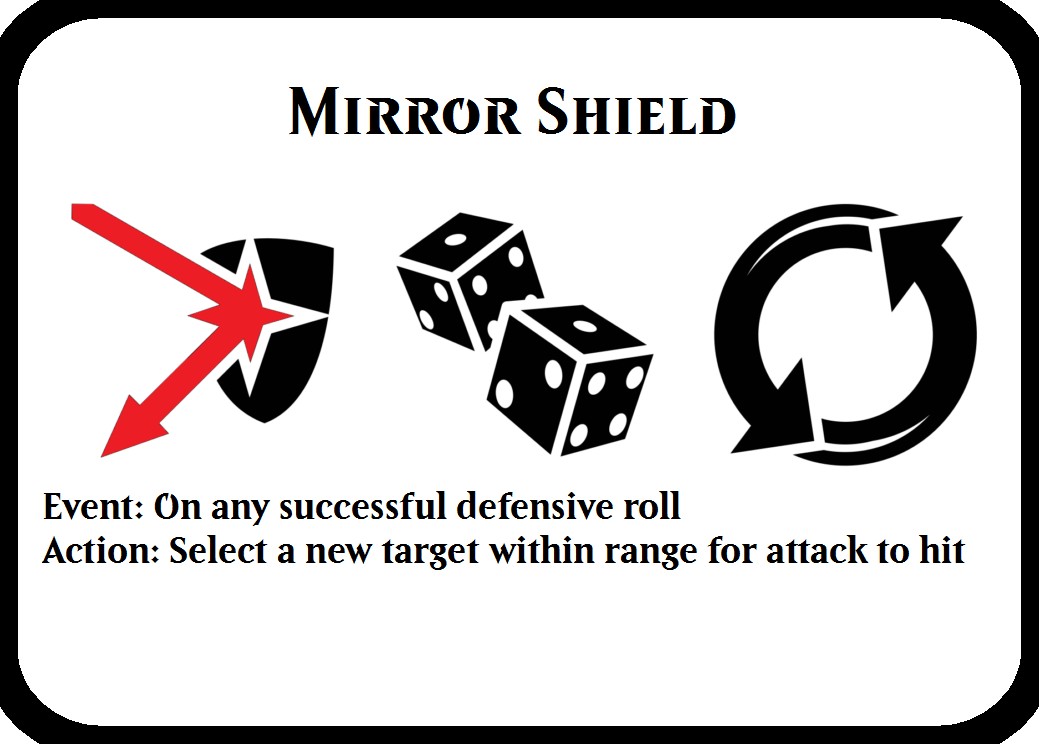 Mirror Shield
Event: On any successful defensive roll
Action: Select a new target within range for attack to hit